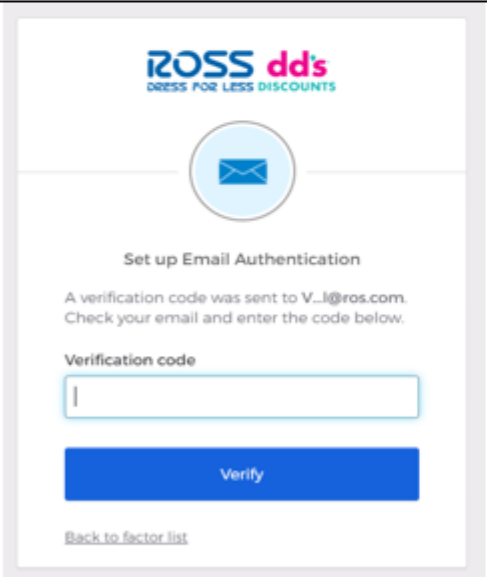 ROSS dd's
DRESS FOR LESS DISCOUNTS
Set up Email Authentication
A verification code was sent to V...l@ros.com.
Check your email and enter the code below.
Verification code
Verify
Back to factor list